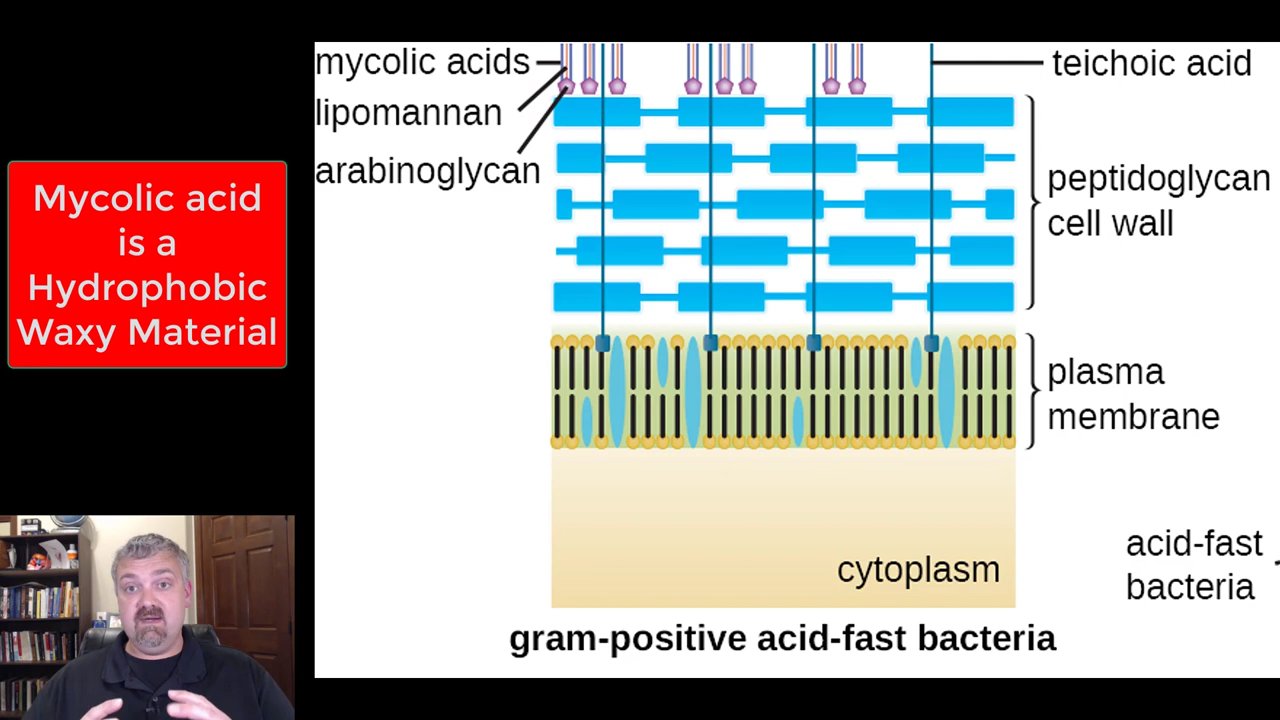 Mycolic acid
is a
Hydrophobic
Waxy Material
mycolic acids
lipomannan
arabinoglycan
teichoic acid
peptidoglycan
cell wall
plasma
membrane
cytoplasm
acid-fast
bacteria
gram-positive acid-fast bacteria